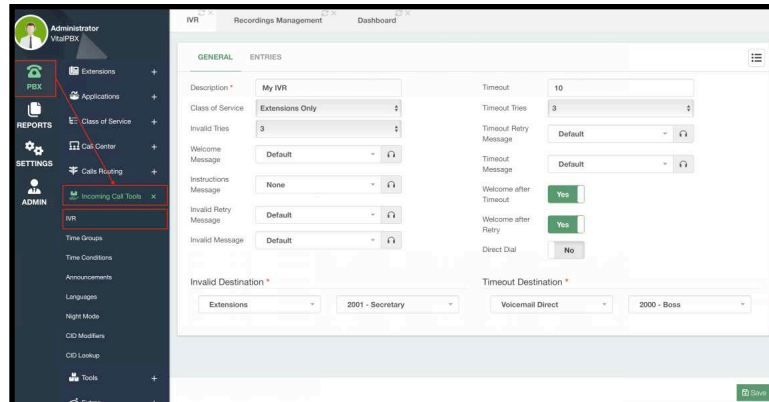 Administrator
VitalPBX
PBX
REPORTS
SETTINGS
ADMIN
Extensions +
Applications +
Class of Service +
Call Center +
Calls Routing +
Incoming Call Tools ×
IVR
Time Groups
Time Conditions
Announcements
Languages
Night Mode
CID Modifiers
CID Lookup
Tools +
IVR Recordings Management Dashboard
GENERAL ENTRIES
Description * My IVR
Class of Service Extensions Only
Invalid Tries 3
Welcome Message Default
Instructions Message None
Invalid Retry Message Default
Invalid Message Default
Timeout 10
Timeout Tries 3
Timeout Retry Message Default
Timeout Message Default
Welcome after Timeout Yes
Welcome after Retry Yes
Direct Dial No
Invalid Destination *
Extensions 2001 - Secretary
Timeout Destination *
Voicemail Direct 2000 - Boss
Save